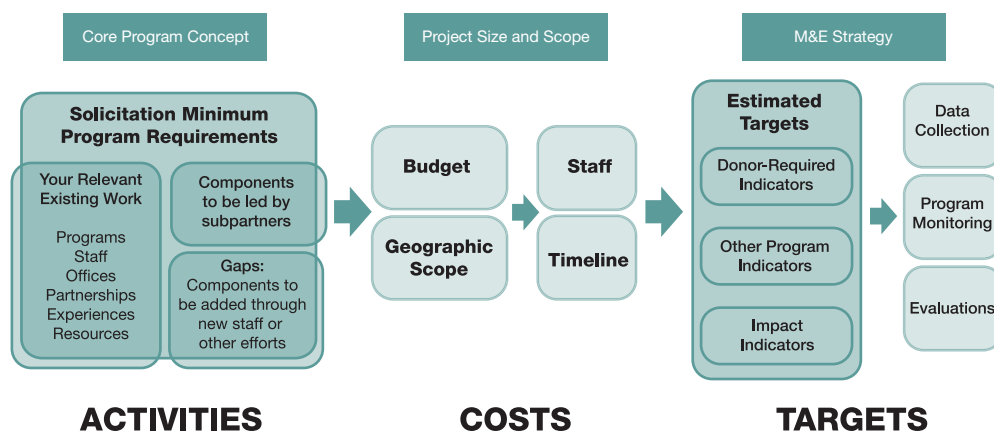 Core Program Concept
Project Size and Scope
M&E Strategy
Solicitation Minimum
Program Requirements
Your Relevant
Existing Work
Programs
Staff
Offices
Partnerships
Experiences
Resources
Components
to be led by
subpartners
Gaps:
Components to
be added through
new staff or
other efforts
Budget
Geographic
Scope
Staff
Timeline
Estimated
Targets
Donor-Required
Indicators
Other Program
Indicators
Impact
Indicators
Data
Collection
Program
Monitoring
Evaluations
ACTIVITIES
COSTS
TARGETS